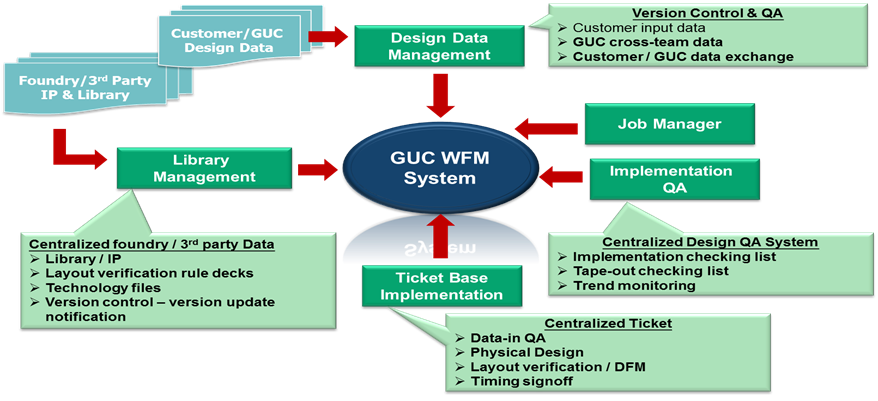 Customer/GUC
Design Data
Foundry/3rd Party
IP & Library
Design Data
Management
Version Control & QA
➤ Customer input data
➤ GUC cross-team data
➤ Customer / GUC data exchange
Job Manager
Library
Management
GUC WFM
System
Implementation
QA
Centralized foundry / 3rd party Data
➤ Library / IP
➤ Layout verification rule decks
➤ Technology files
➤ Version control – version update
notification
System
Centralized Design QA System
➤ Implementation checking list
➤ Tape-out checking list
➤ Trend monitoring
Ticket Base
Implementation
Centralized Ticket
➤ Data-in QA
➤ Physical Design
➤ Layout verification / DFM
➤ Timing signoff